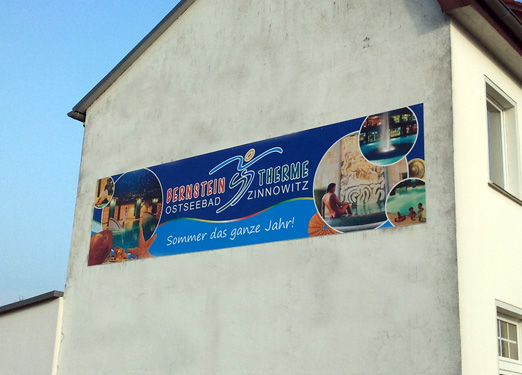 BERNSTEIN THERME
OSTSEEBAD ZINNOWITZ
Sommer das ganze Jahr!